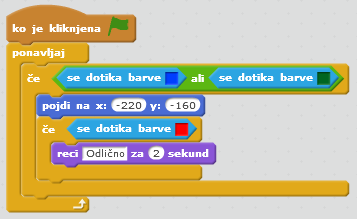 ko je kliknjena
ponavljaj
če se dotika barve ali se dotika barve
pojdi na x: -220 y: -160
če se dotika barve
reci Odlično za 2 sekund